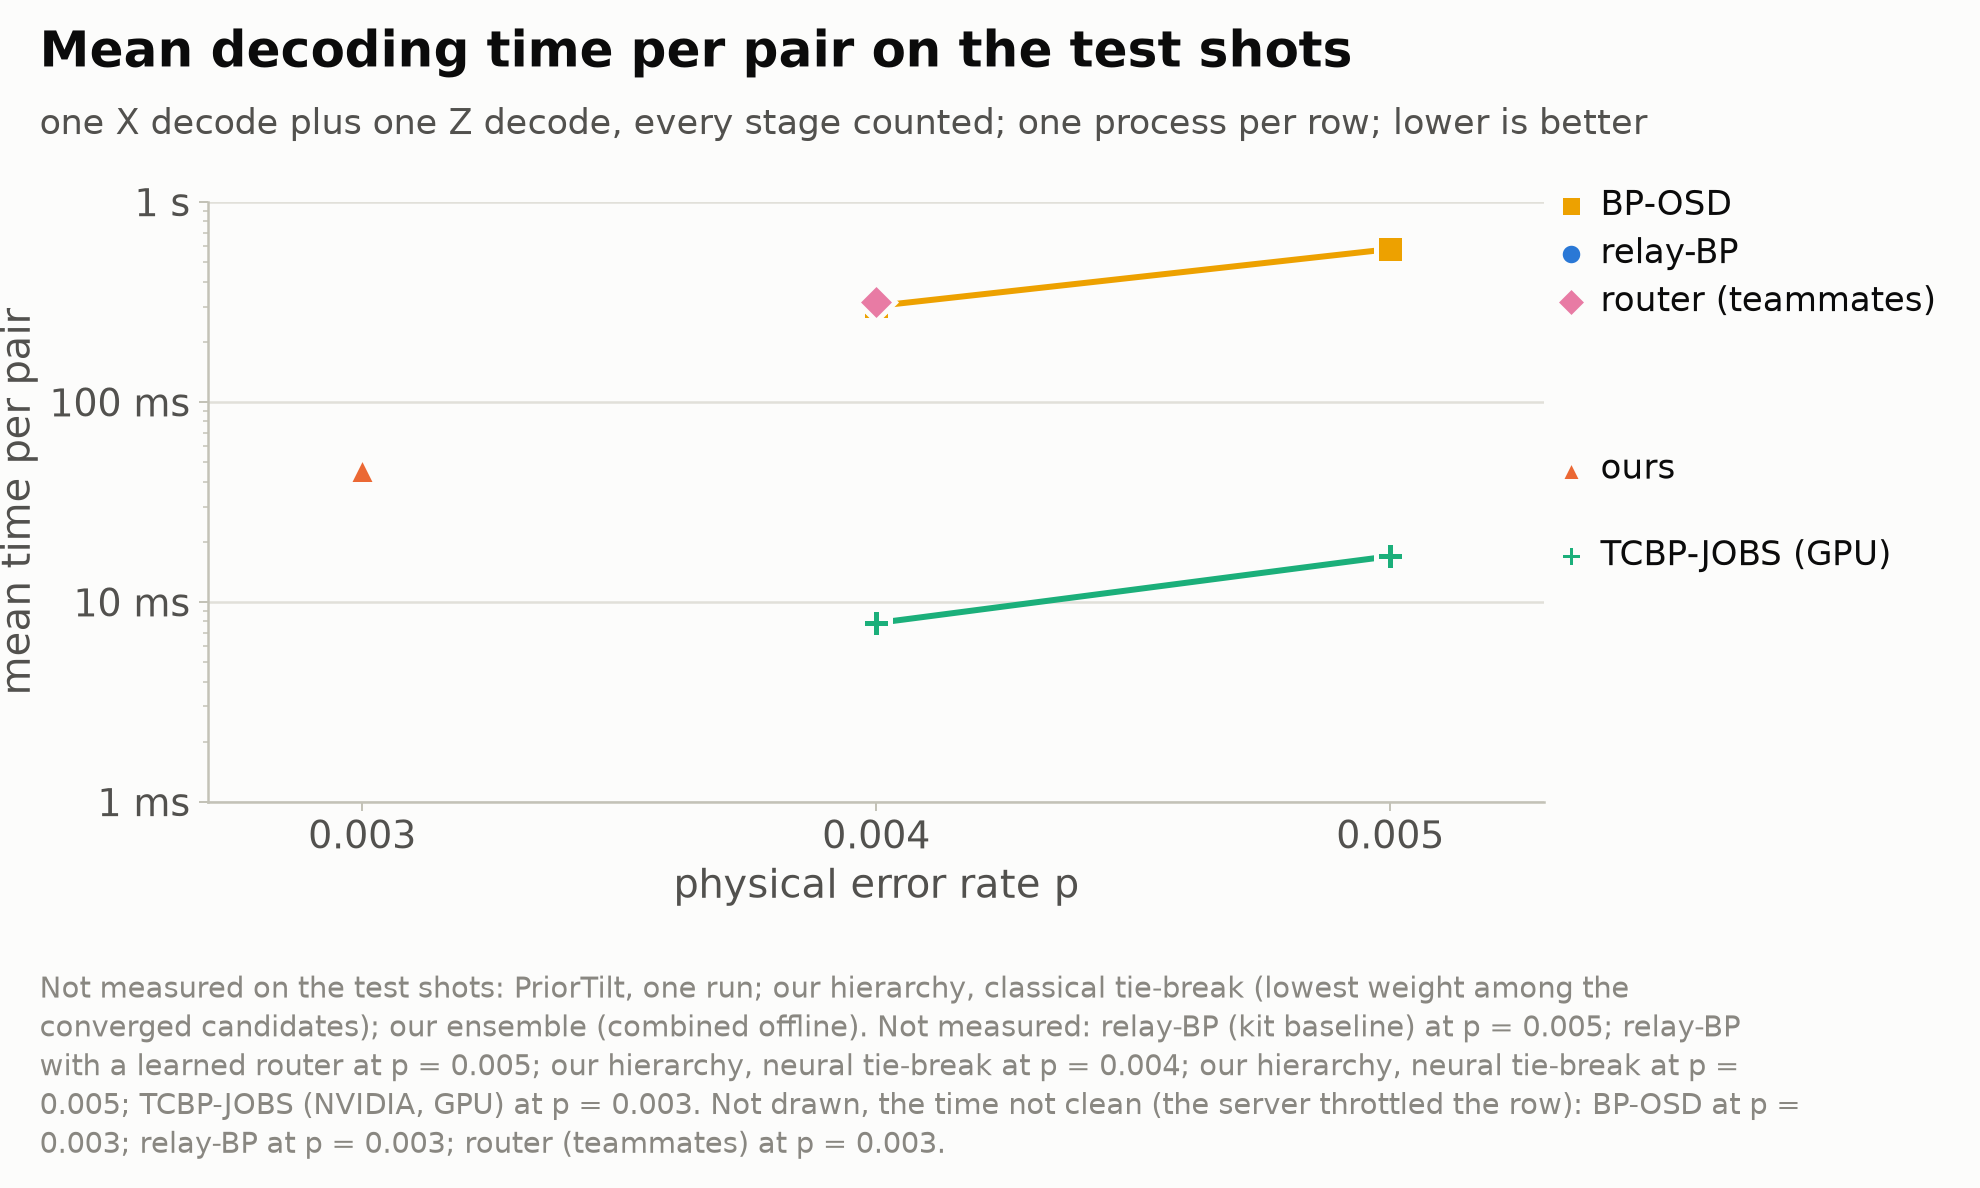 Mean decoding time per pair on the test shots
one X decode plus one Z decode, every stage counted; one process per row; lower is better
mean time per pair
1 s
100 ms
10 ms
1 ms
0.003
0.004
0.005
physical error rate p
BP-OSD
relay-BP
router (teammates)
ours
TCBP-JOBS (GPU)
Not measured on the test shots: PriorTilt, one run; our hierarchy, classical tie-break (lowest weight among the
converged candidates); our ensemble (combined offline). Not measured: relay-BP (kit baseline) at p = 0.005; relay-BP
with a learned router at p = 0.005; our hierarchy, neural tie-break at p = 0.004; our hierarchy, neural tie-break at p =
0.005; TCBP-JOBS (NVIDIA, GPU) at p = 0.003. Not drawn, the time not clean (the server throttled the row): BP-OSD at p =
0.003; relay-BP at p = 0.003; router (teammates) at p = 0.003.